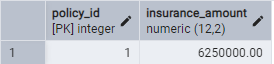 policy_id insurance_amount
[PK] integer numeric (12,2)
1 1 6250000.00